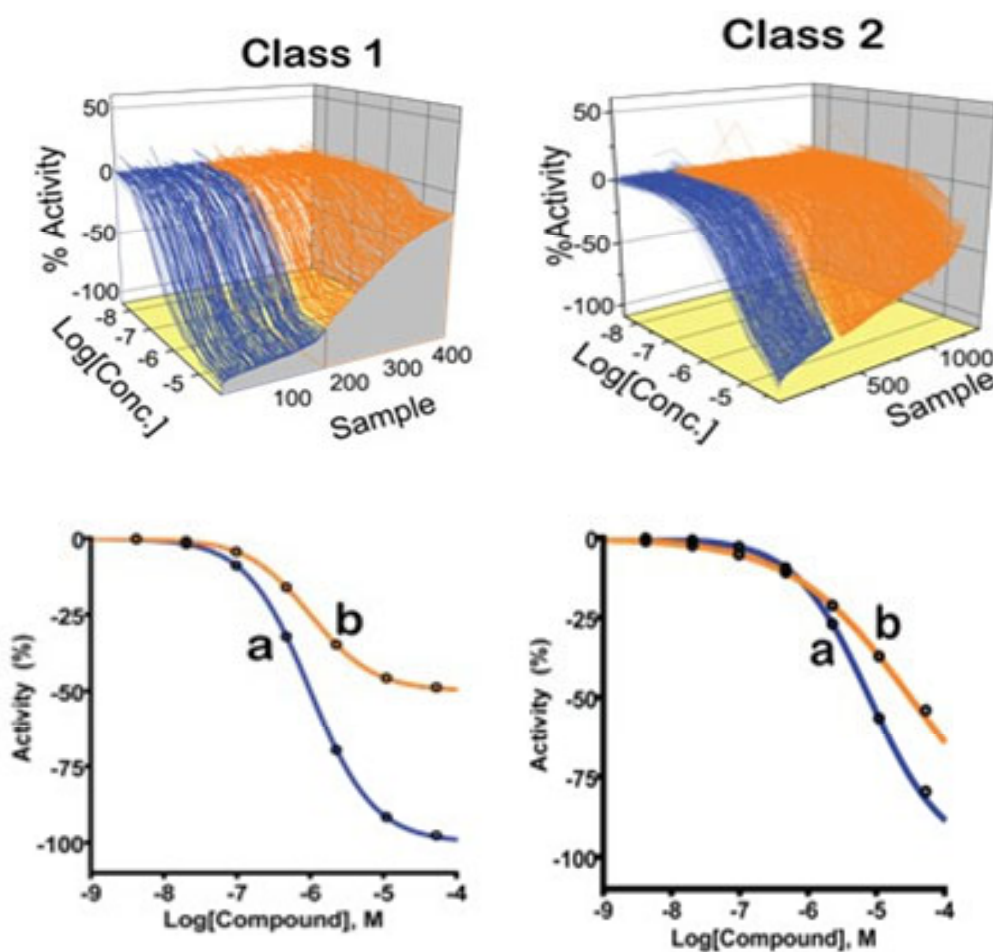 Class 1
50
0
-50
-100
% Activity
-8
-7
-6
-5
Log[Conc.]
100
200
300
400
Sample
Class 2
50
0
-50
-100
%Activity
-8
-7
-6
-5
Log[Conc.]
500
1000
Sample
0
-25
-50
-75
-100
Activity (%)
a
b
-9 -8 -7 -6 -5 -4
Log[Compound], M
0
-25
-50
-75
-100
Activity (%)
a
b
-9 -8 -7 -6 -5 -4
Log[Compound], M